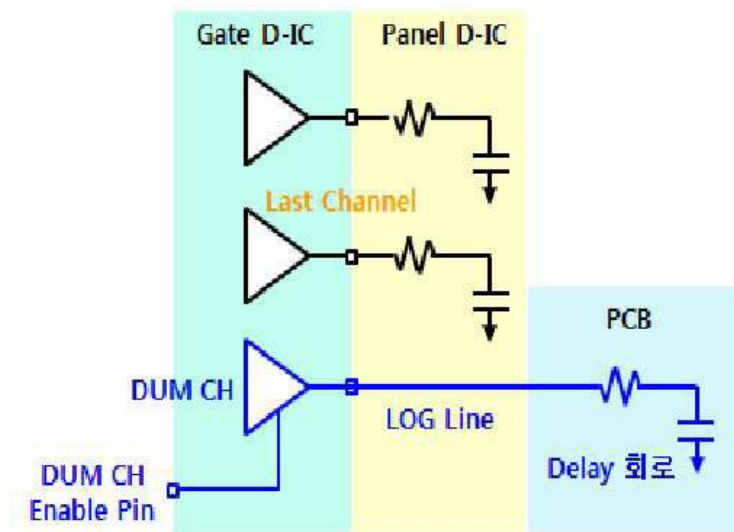 Gate D-IC
Panel D-IC
Last Channel
PCB
DUM CH
LOG Line
Delay 회로
DUM CH
Enable Pin